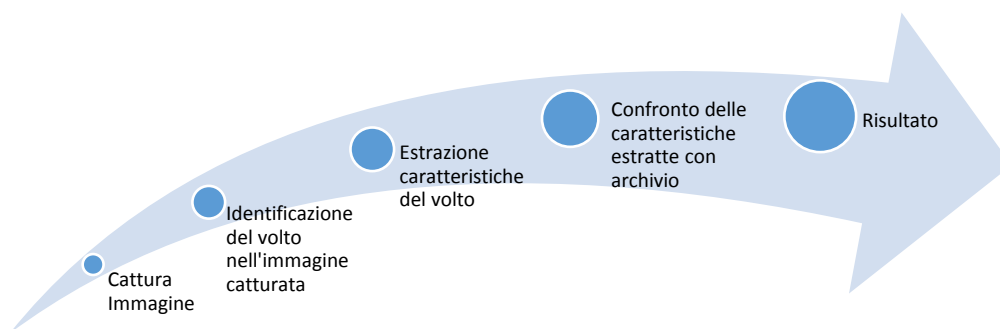 Cattura
Immagine
Identificazione
del volto
nell'immagine
catturata
Estrazione
caratteristiche
del volto
Confronto delle
caratteristiche
estratte con
archivio
Risultato